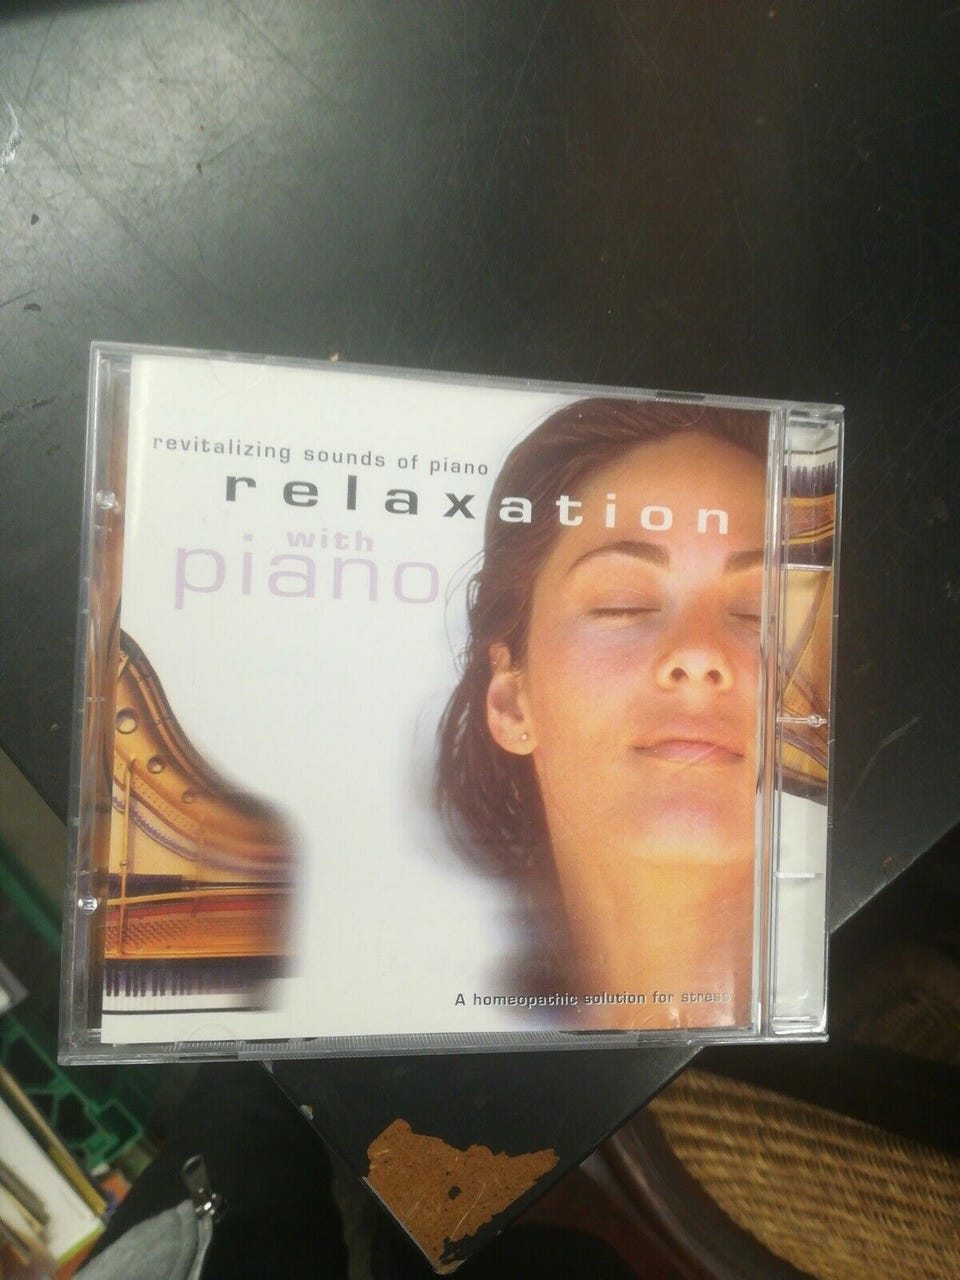 revitalizing sounds of piano
relaxation
with
piano
A homeopathic solution for stress